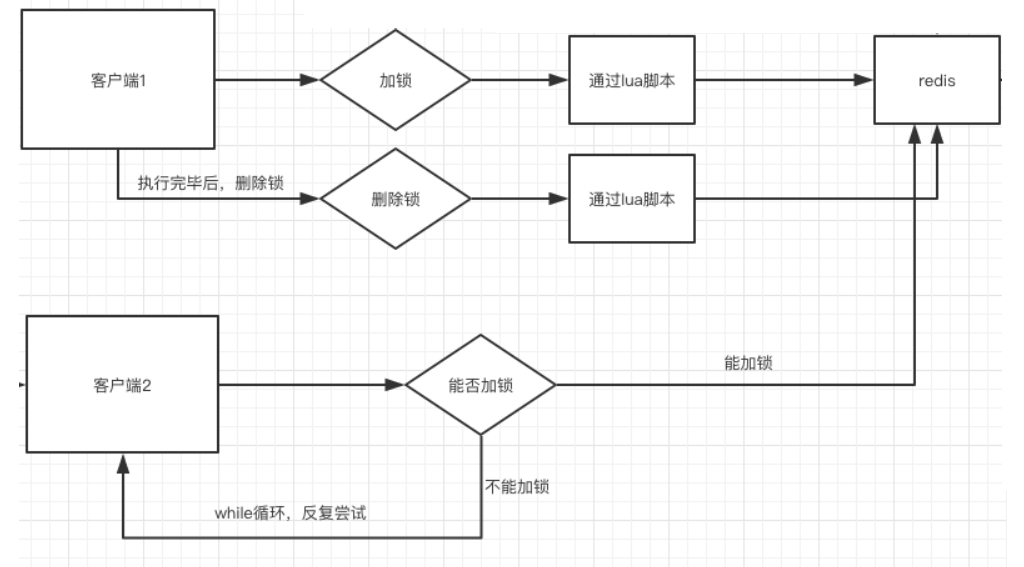 客户端1
加锁
通过lua脚本
redis
执行完毕后，删除锁
删除锁
通过lua脚本
能加锁
客户端2
能否加锁
不能加锁
while循环，反复尝试